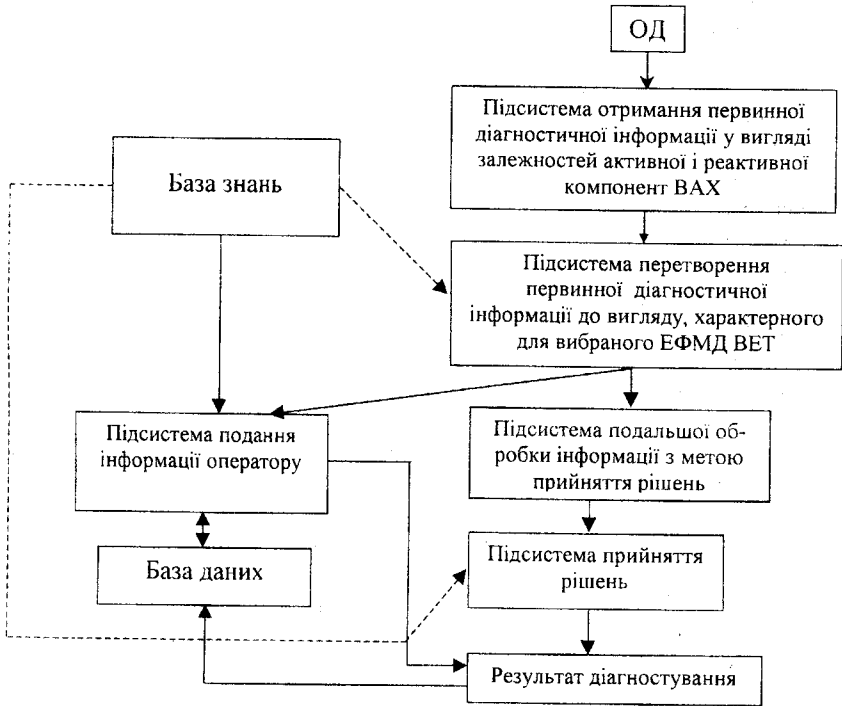 ОД
Підсистема отримання первинної
діагностичної інформації у вигляді
залежностей активної і реактивної
компонент ВАХ
База знань
Підсистема перетворення
первинної діагностичної
інформації до вигляду, характерного
для вибраного ЕФМД ВЕТ
Підсистема подання
інформації оператору
Підсистема подальшої об-
робки інформації з метою
прийняття рішень
База даних
Підсистема прийняття
рішень
Результат діагностування